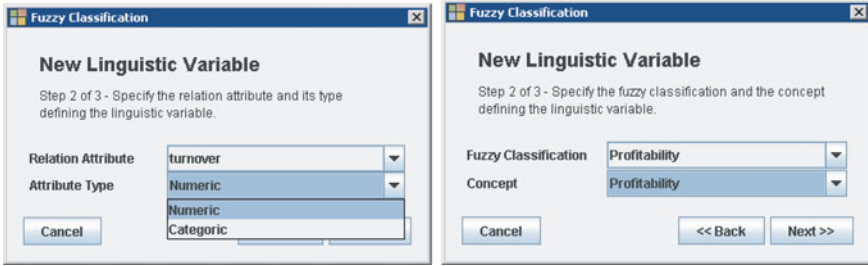 Fuzzy Classification
New Linguistic Variable
Step 2 of 3 - Specify the relation attribute and its type
defining the linguistic variable.
Relation Attribute turnover
Attribute Type Numeric
Numeric
Categoric
Cancel
Fuzzy Classification
New Linguistic Variable
Step 2 of 3 - Specify the fuzzy classification and the concept
defining the linguistic variable.
Fuzzy Classification Profitability
Concept Profitability
Cancel << Back Next >>